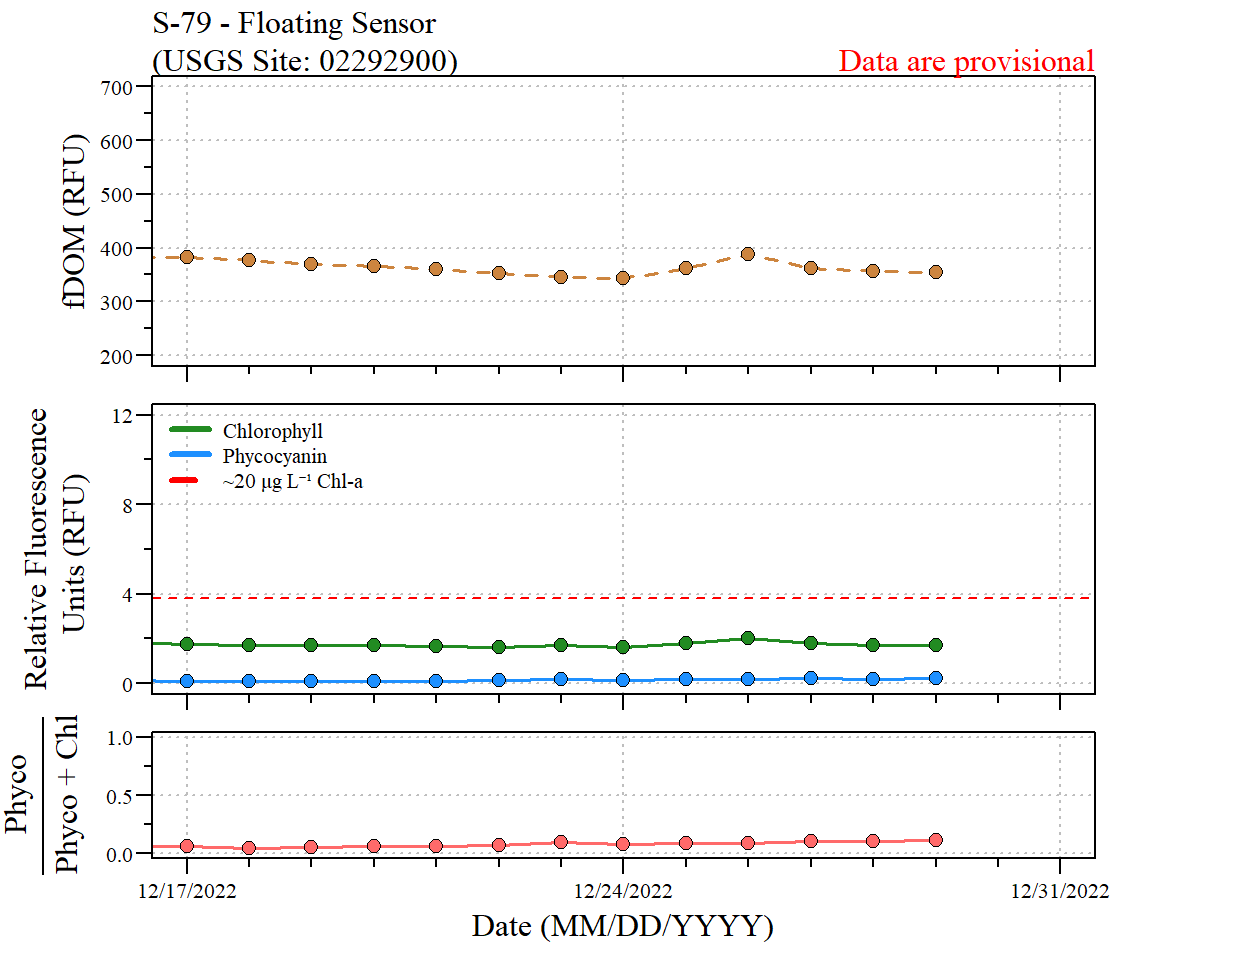 S-79 - Floating Sensor
(USGS Site: 02292900)
Data are provisional
700
600
500
400
300
200
fDOM (RFU)
12
8
4
0
Relative Fluorescence
Units (RFU)
Chlorophyll
Phycocyanin
~20 μg L⁻¹ Chl-a
1.0
0.5
0.0
Phyco
Phyco + Chl
12/17/2022
12/24/2022
12/31/2022
Date (MM/DD/YYYY)